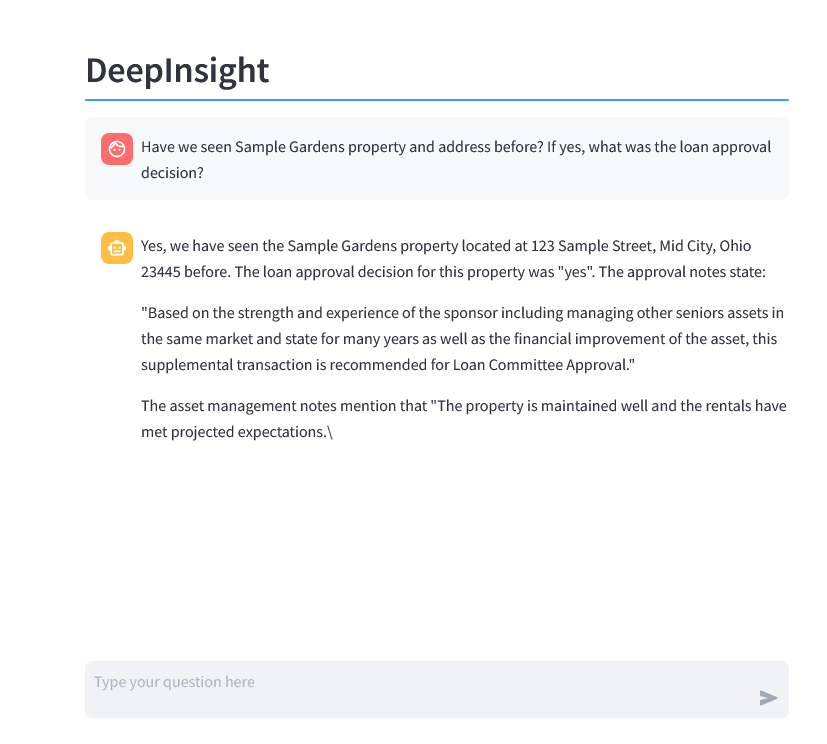 DeepInsight
Have we seen Sample Gardens property and address before? If yes, what was the loan approval
decision?
Yes, we have seen the Sample Gardens property located at 123 Sample Street, Mid City, Ohio
23445 before. The loan approval decision for this property was "yes". The approval notes state:
"Based on the strength and experience of the sponsor including managing other seniors assets in
the same market and state for many years as well as the financial improvement of the asset, this
supplemental transaction is recommended for Loan Committee Approval."
The asset management notes mention that "The property is maintained well and the rentals have
met projected expectations.\
Type your question here